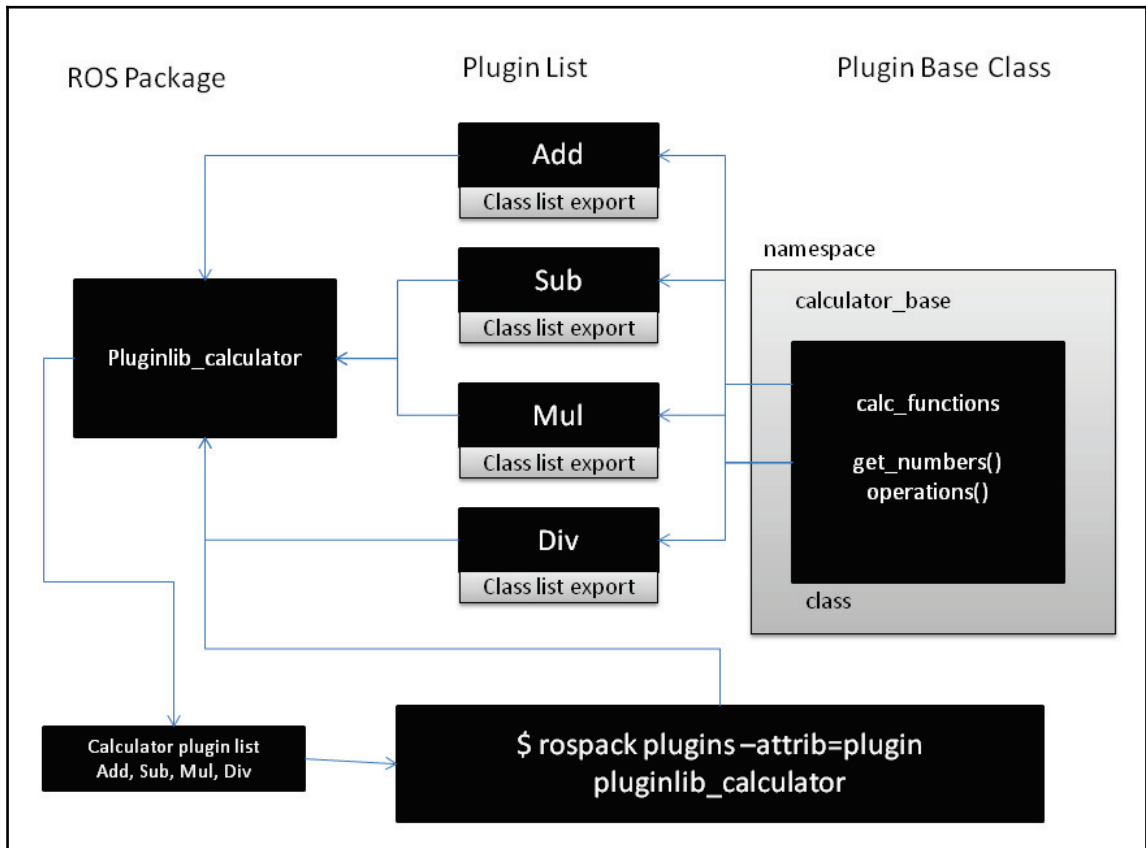 ROS Package
Plugin List
Plugin Base Class
Add
Class list export
Sub
Class list export
Mul
Class list export
Div
Class list export
Pluginlib_calculator
namespace
calculator_base
calc_functions
get_numbers()
operations()
class
Calculator plugin list
Add, Sub, Mul, Div
$ rospack plugins –attrib=plugin
pluginlib_calculator